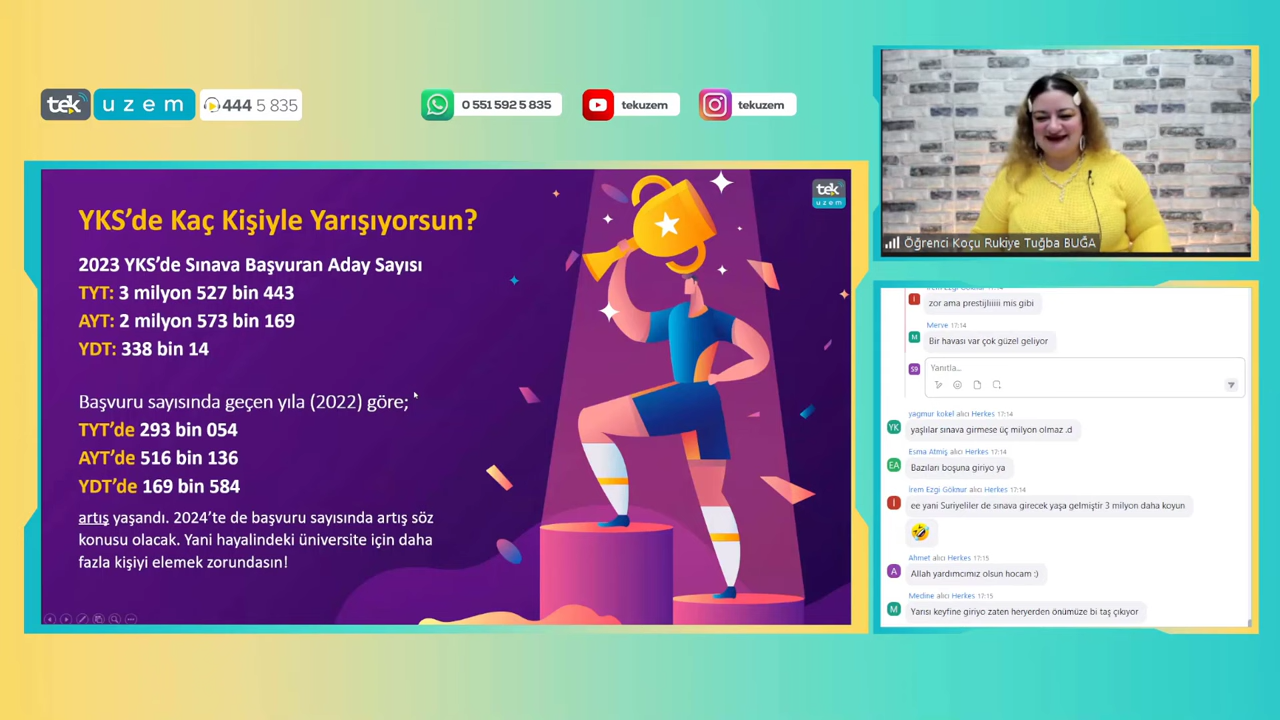 tek uzem 444 5 835
0 551 592 5 835
tekuzem
tekuzem
YKS’de Kaç Kişiyle Yarışıyorsun?
tek
uzem
2023 YKS’de Sınava Başvuran Aday Sayısı
TYT: 3 milyon 527 bin 443
AYT: 2 milyon 573 bin 169
YDT: 338 bin 14
Başvuru sayısında geçen yıla (2022) göre;
TYT’de 293 bin 054
AYT’de 516 bin 136
YDT’de 169 bin 584
artış yaşandı. 2024’te de başvuru sayısında artış söz
konusu olacak. Yani hayalindeki üniversite için daha
fazla kişiyi elemek zorundasın!
Öğrenci Koçu Rukiye Tuğba BUĞA
I
zor ama prestijliiiii mis gibi
Merve 17:14
M
Bir havası var çok güzel geliyor
S9
Yanıtla...
yagmur kokel alıcı Herkes 17:14
YK
yaşlılar sınava girmese üç milyon olmaz .d
Esma Atmiş alıcı Herkes 17:14
EA
Bazıları boşuna giriyo ya
İrem Ezgi Göknur alıcı Herkes 17:14
I
ee yani Suriyeliler de sınava girecek yaşa gelmiştir 3 milyon daha koyun
Ahmet alıcı Herkes 17:15
A
Allah yardımcımız olsun hocam :)
Medine alıcı Herkes 17:15
M
Yarısı keyfine giriyo zaten heryerden önümüze bi taş çıkıyor